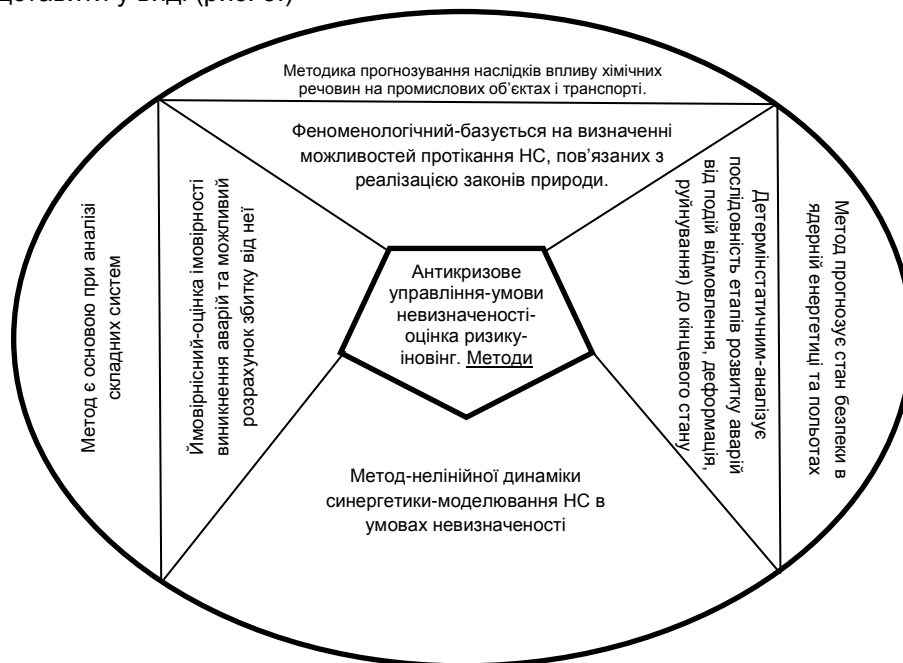 Методика прогнозування наслідків впливу хімічних
речовин на промислових об’єктах і транспорті.
Феноменологічний-базується на визначенні
можливостей протікання НС, пов’язаних з
реалізацією законів природи.
Метод є основою при аналізі
складних систем
Ймовірнісний-оцінка імовірності
виникнення аварій та можливий
розрахунок збитку від неї
Антикризове
управління-умови
невизначеності-
оцінка ризику-
іновінг. Методи
Детермінстатичним-аналізує
послідовність етапів розвитку аварій
від подій відмовлення, деформація,
руйнування) до кінцевого стану
Метод прогнозує стан безпеки в
ядерній енергетиці та польотах
Метод-нелінійної динаміки
синергетики-моделювання НС в
умовах невизначеності